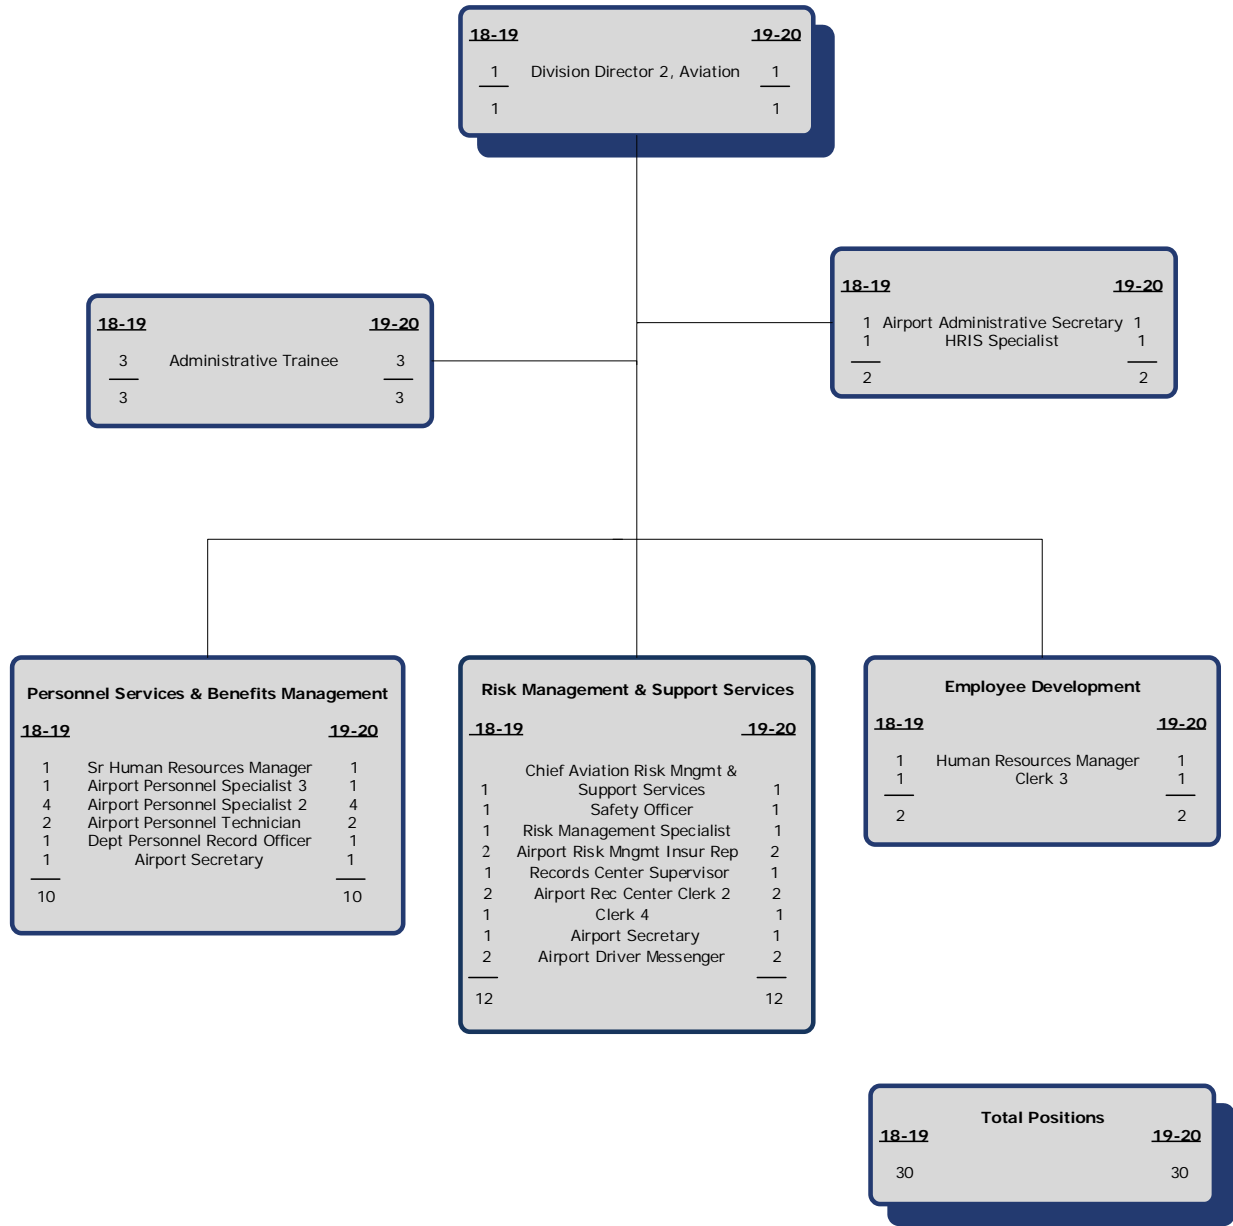 18-19 19-20
1 Division Director 2, Aviation 1
1 1
18-19 19-20
1 Airport Administrative Secretary 1
1 HRIS Specialist 1
2 2
18-19 19-20
3 Administrative Trainee 3
3 3
Personnel Services & Benefits Management
18-19 19-20
1 Sr Human Resources Manager 1
1 Airport Personnel Specialist 3 1
4 Airport Personnel Specialist 2 4
2 Airport Personnel Technician 2
1 Dept Personnel Record Officer 1
1 Airport Secretary 1
10 10
Risk Management & Support Services
18-19 19-20
Chief Aviation Risk Mngmt &
1 Support Services 1
1 Safety Officer 1
1 Risk Management Specialist 1
2 Airport Risk Mngmt Insur Rep 2
1 Records Center Supervisor 1
2 Airport Rec Center Clerk 2 2
1 Clerk 4 1
1 Airport Secretary 1
2 Airport Driver Messenger 2
12 12
Employee Development
18-19 19-20
1 Human Resources Manager 1
1 Clerk 3 1
2 2
Total Positions
18-19 19-20
30 30